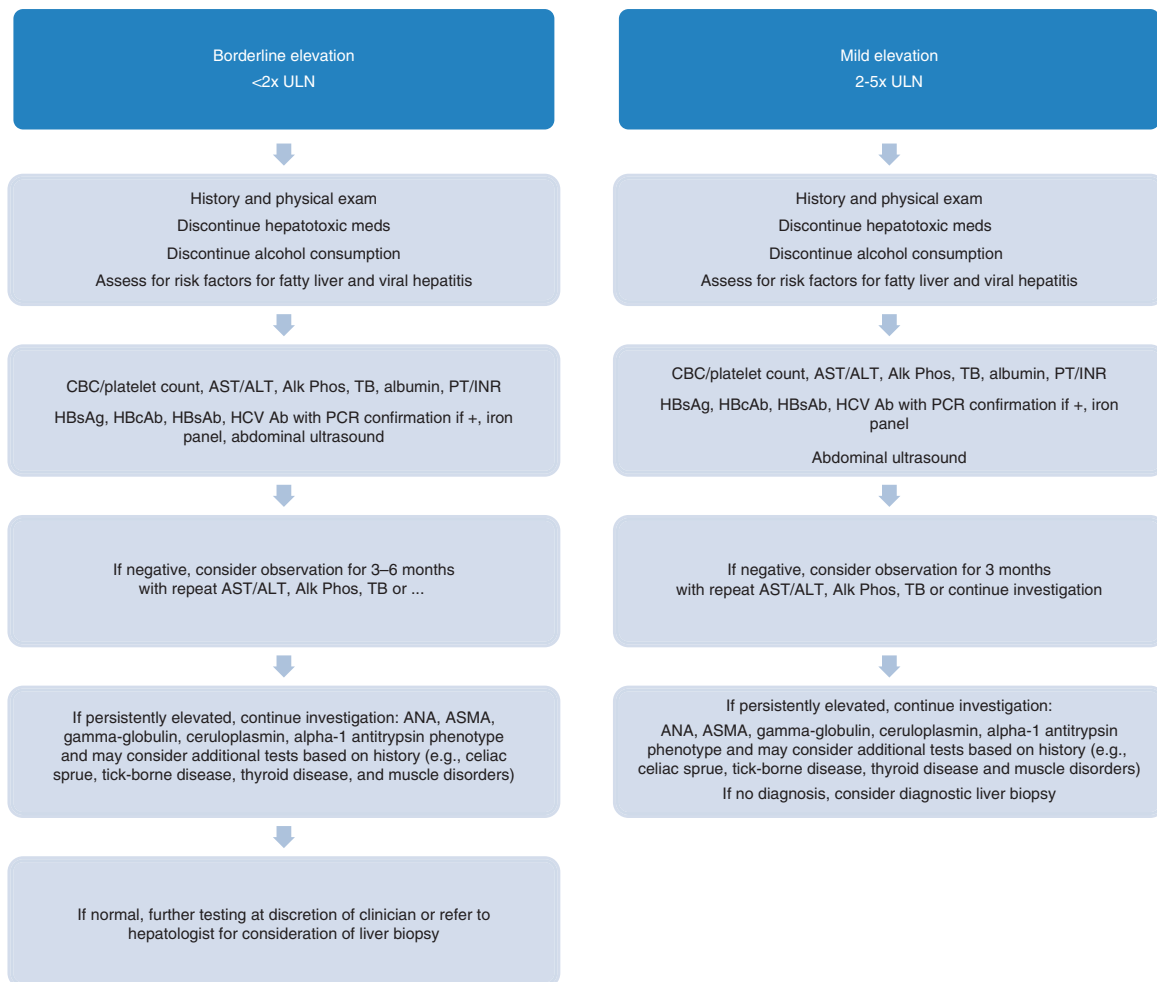 Borderline elevation
<2x ULN
History and physical exam
Discontinue hepatotoxic meds
Discontinue alcohol consumption
Assess for risk factors for fatty liver and viral hepatitis
CBC/platelet count, AST/ALT, Alk Phos, TB, albumin, PT/INR
HBsAg, HBcAb, HBsAb, HCV Ab with PCR confirmation if +, iron
panel, abdominal ultrasound
If negative, consider observation for 3–6 months
with repeat AST/ALT, Alk Phos, TB or ...
If persistently elevated, continue investigation: ANA, ASMA,
gamma-globulin, ceruloplasmin, alpha-1 antitrypsin phenotype
and may consider additional tests based on history (e.g., celiac
sprue, tick-borne disease, thyroid disease, and muscle disorders)
If normal, further testing at discretion of clinician or refer to
hepatologist for consideration of liver biopsy
Mild elevation
2-5x ULN
History and physical exam
Discontinue hepatotoxic meds
Discontinue alcohol consumption
Assess for risk factors for fatty liver and viral hepatitis
CBC/platelet count, AST/ALT, Alk Phos, TB, albumin, PT/INR
HBsAg, HBcAb, HBsAb, HCV Ab with PCR confirmation if +, iron
panel
Abdominal ultrasound
If negative, consider observation for 3 months
with repeat AST/ALT, Alk Phos, TB or continue investigation
If persistently elevated, continue investigation:
ANA, ASMA, gamma-globulin, ceruloplasmin, alpha-1 antitrypsin
phenotype and may consider additional tests based on history (e.g.,
celiac sprue, tick-borne disease, thyroid disease and muscle disorders)
If no diagnosis, consider diagnostic liver biopsy